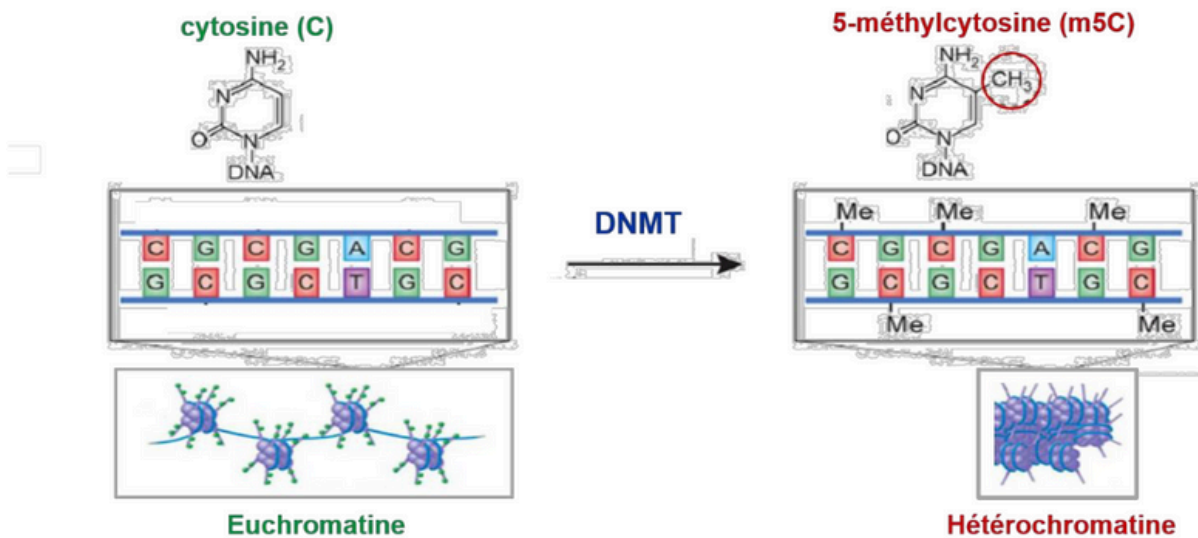 cytosine (C)
NH2
N
O
N
DNA
C G C G A C G
G C G C T G C
Euchromatine
DNMT
5-méthylcytosine (m5C)
NH2
CH3
N
O
N
DNA
Me Me Me
C G C G A C G
G C G C T G C
Me Me
Hétérochromatine